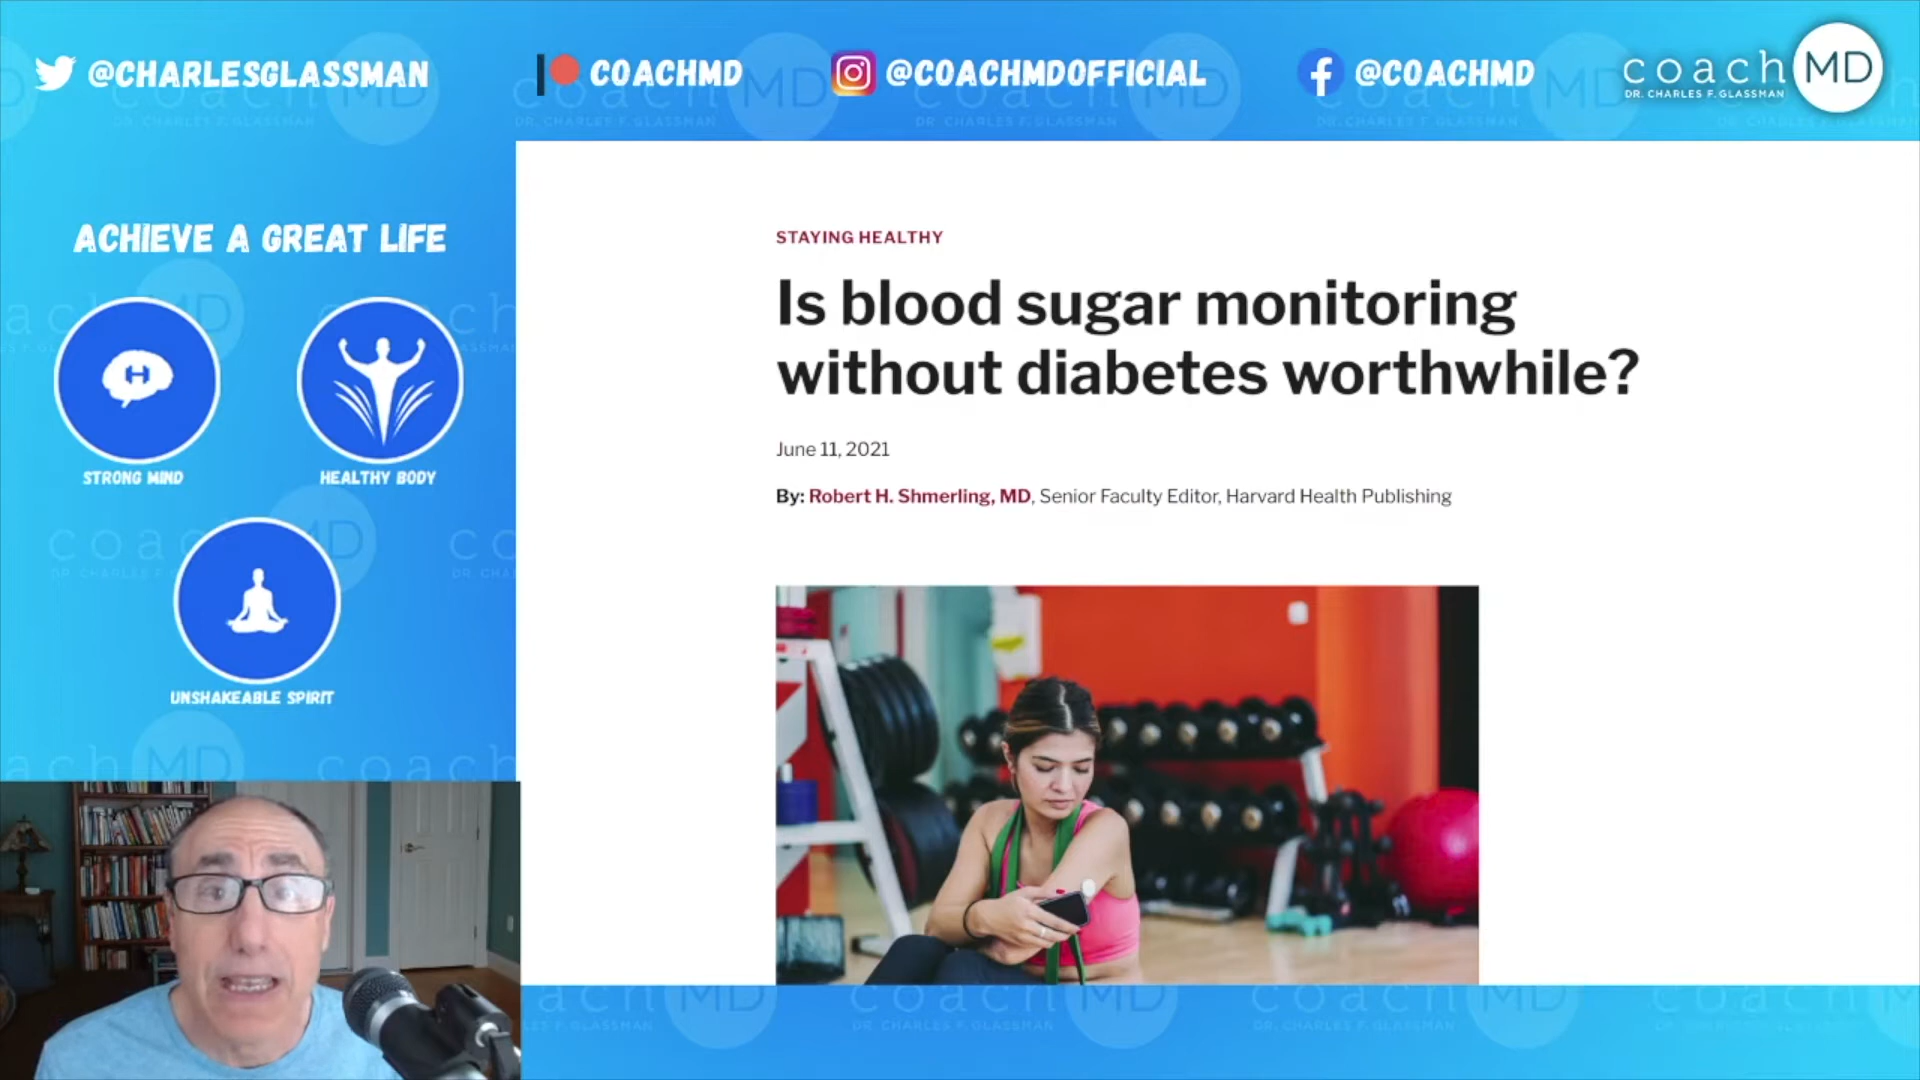 @CHARLESGLASSMAN
COACHMD
@COACHMDOFFICIAL
@COACHMD
coach MD
DR. CHARLES F. GLASSMAN
ACHIEVE A GREAT LIFE
STRONG MIND
HEALTHY BODY
UNSHAKEABLE SPIRIT
STAYING HEALTHY
Is blood sugar monitoring
without diabetes worthwhile?
June 11, 2021
By: Robert H. Shmerling, MD, Senior Faculty Editor, Harvard Health Publishing